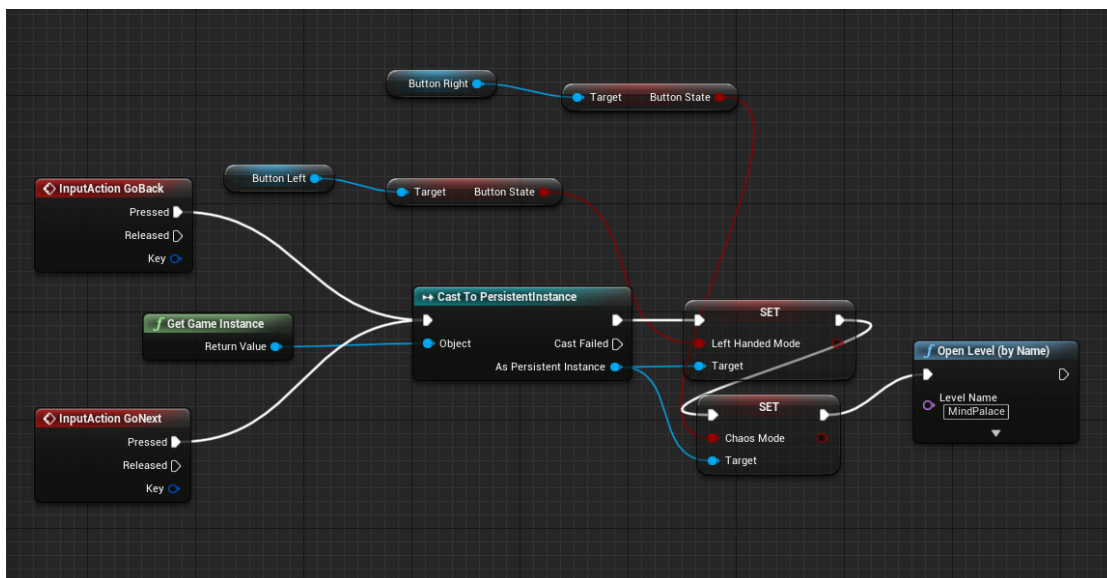 Button Right
Target Button State
Button Left
Target Button State
InputAction GoBack
Pressed
Released
Key
Cast To PersistentInstance
Object
Cast Failed
As Persistent Instance
f Get Game Instance
Return Value
SET
Left Handed Mode
Target
f Open Level (by Name)
Level Name
MindPalace
SET
Chaos Mode
Target
InputAction GoNext
Pressed
Released
Key